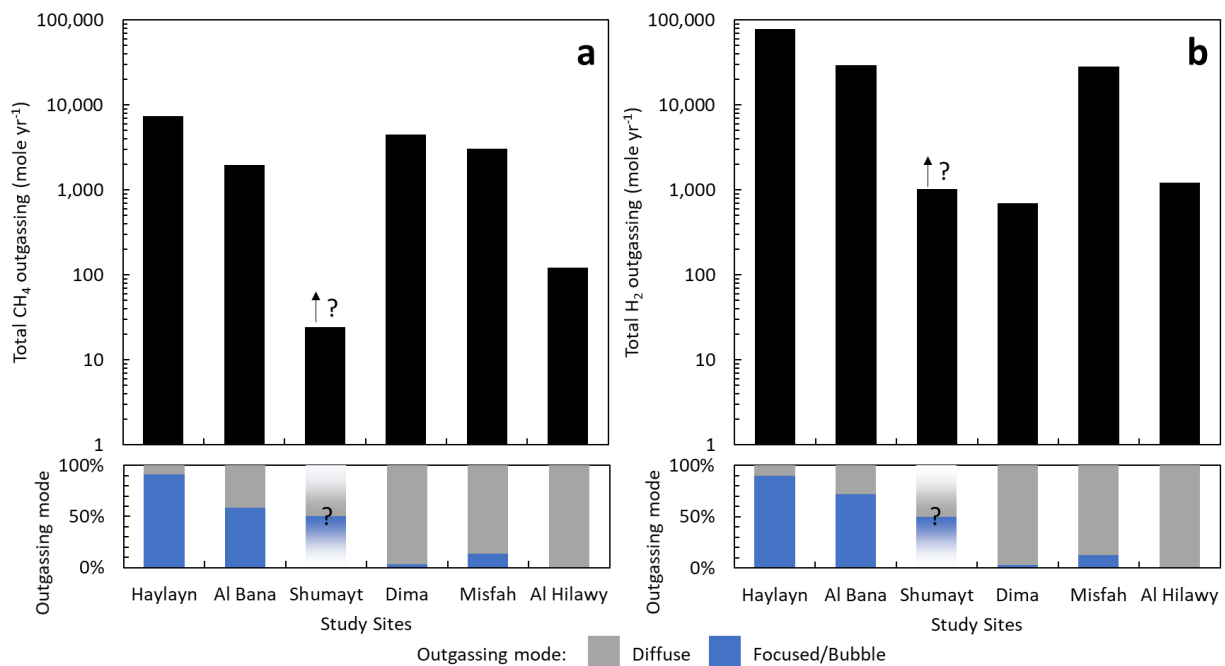 a
Total CH4 outgassing (mole yr-1)
100,000
10,000
1,000
100
10
1
?
Outgassing mode
100%
50%
0%
?
Haylayn Al Bana Shumayt Dima Misfah Al Hilawy
Study Sites
b
Total H2 outgassing (mole yr-1)
100,000
10,000
1,000
100
10
1
?
Outgassing mode
100%
50%
0%
?
Haylayn Al Bana Shumayt Dima Misfah Al Hilawy
Study Sites
Outgassing mode: Diffuse Focused/Bubble